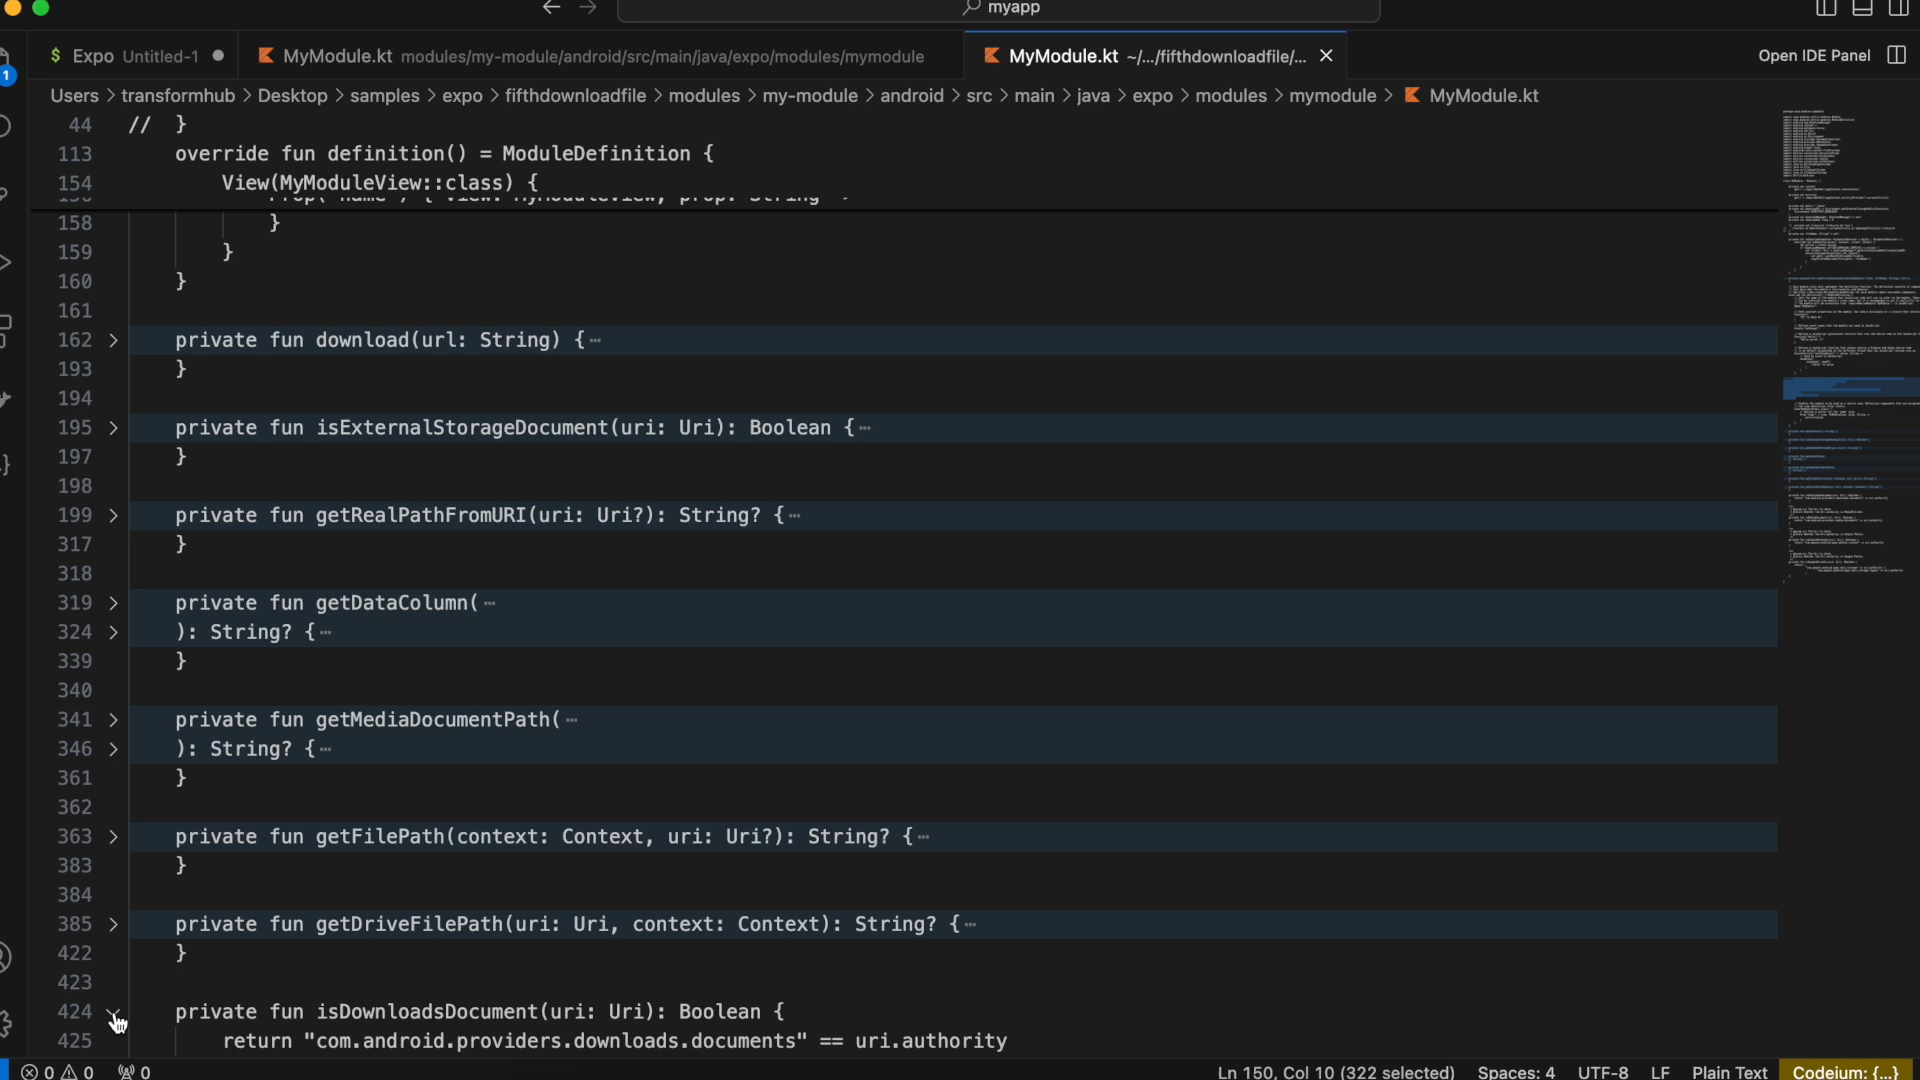 myapp
$ Expo Untitled-1
MyModule.kt modules/my-module/android/src/main/java/expo/modules/mymodule
MyModule.kt ~/.../fifthdownloadfile/...
Open IDE Panel
1
Users > transformhub > Desktop > samples > expo > fifthdownloadfile > modules > my-module > android > src > main > java > expo > modules > mymodule > MyModule.kt
44 // }
113 override fun definition() = ModuleDefinition {
154 View(MyModuleView::class) {
158 }
159 }
160 }
161
162 private fun download(url: String) {…
193 }
194
195 private fun isExternalStorageDocument(uri: Uri): Boolean {…
197 }
198
199 private fun getRealPathFromURI(uri: Uri?): String? {…
317 }
318
319 private fun getDataColumn(…
324 ): String? {…
339 }
340
341 private fun getMediaDocumentPath(…
346 ): String? {…
361 }
362
363 private fun getFilePath(context: Context, uri: Uri?): String? {…
383 }
384
385 private fun getDriveFilePath(uri: Uri, context: Context): String? {…
422 }
423
424 private fun isDownloadsDocument(uri: Uri): Boolean {
425 return "com.android.providers.downloads.documents" == uri.authority
0 0 0 Ln 150, Col 10 (322 selected) Spaces: 4 UTF-8 LF Plain Text Codeium: {...}